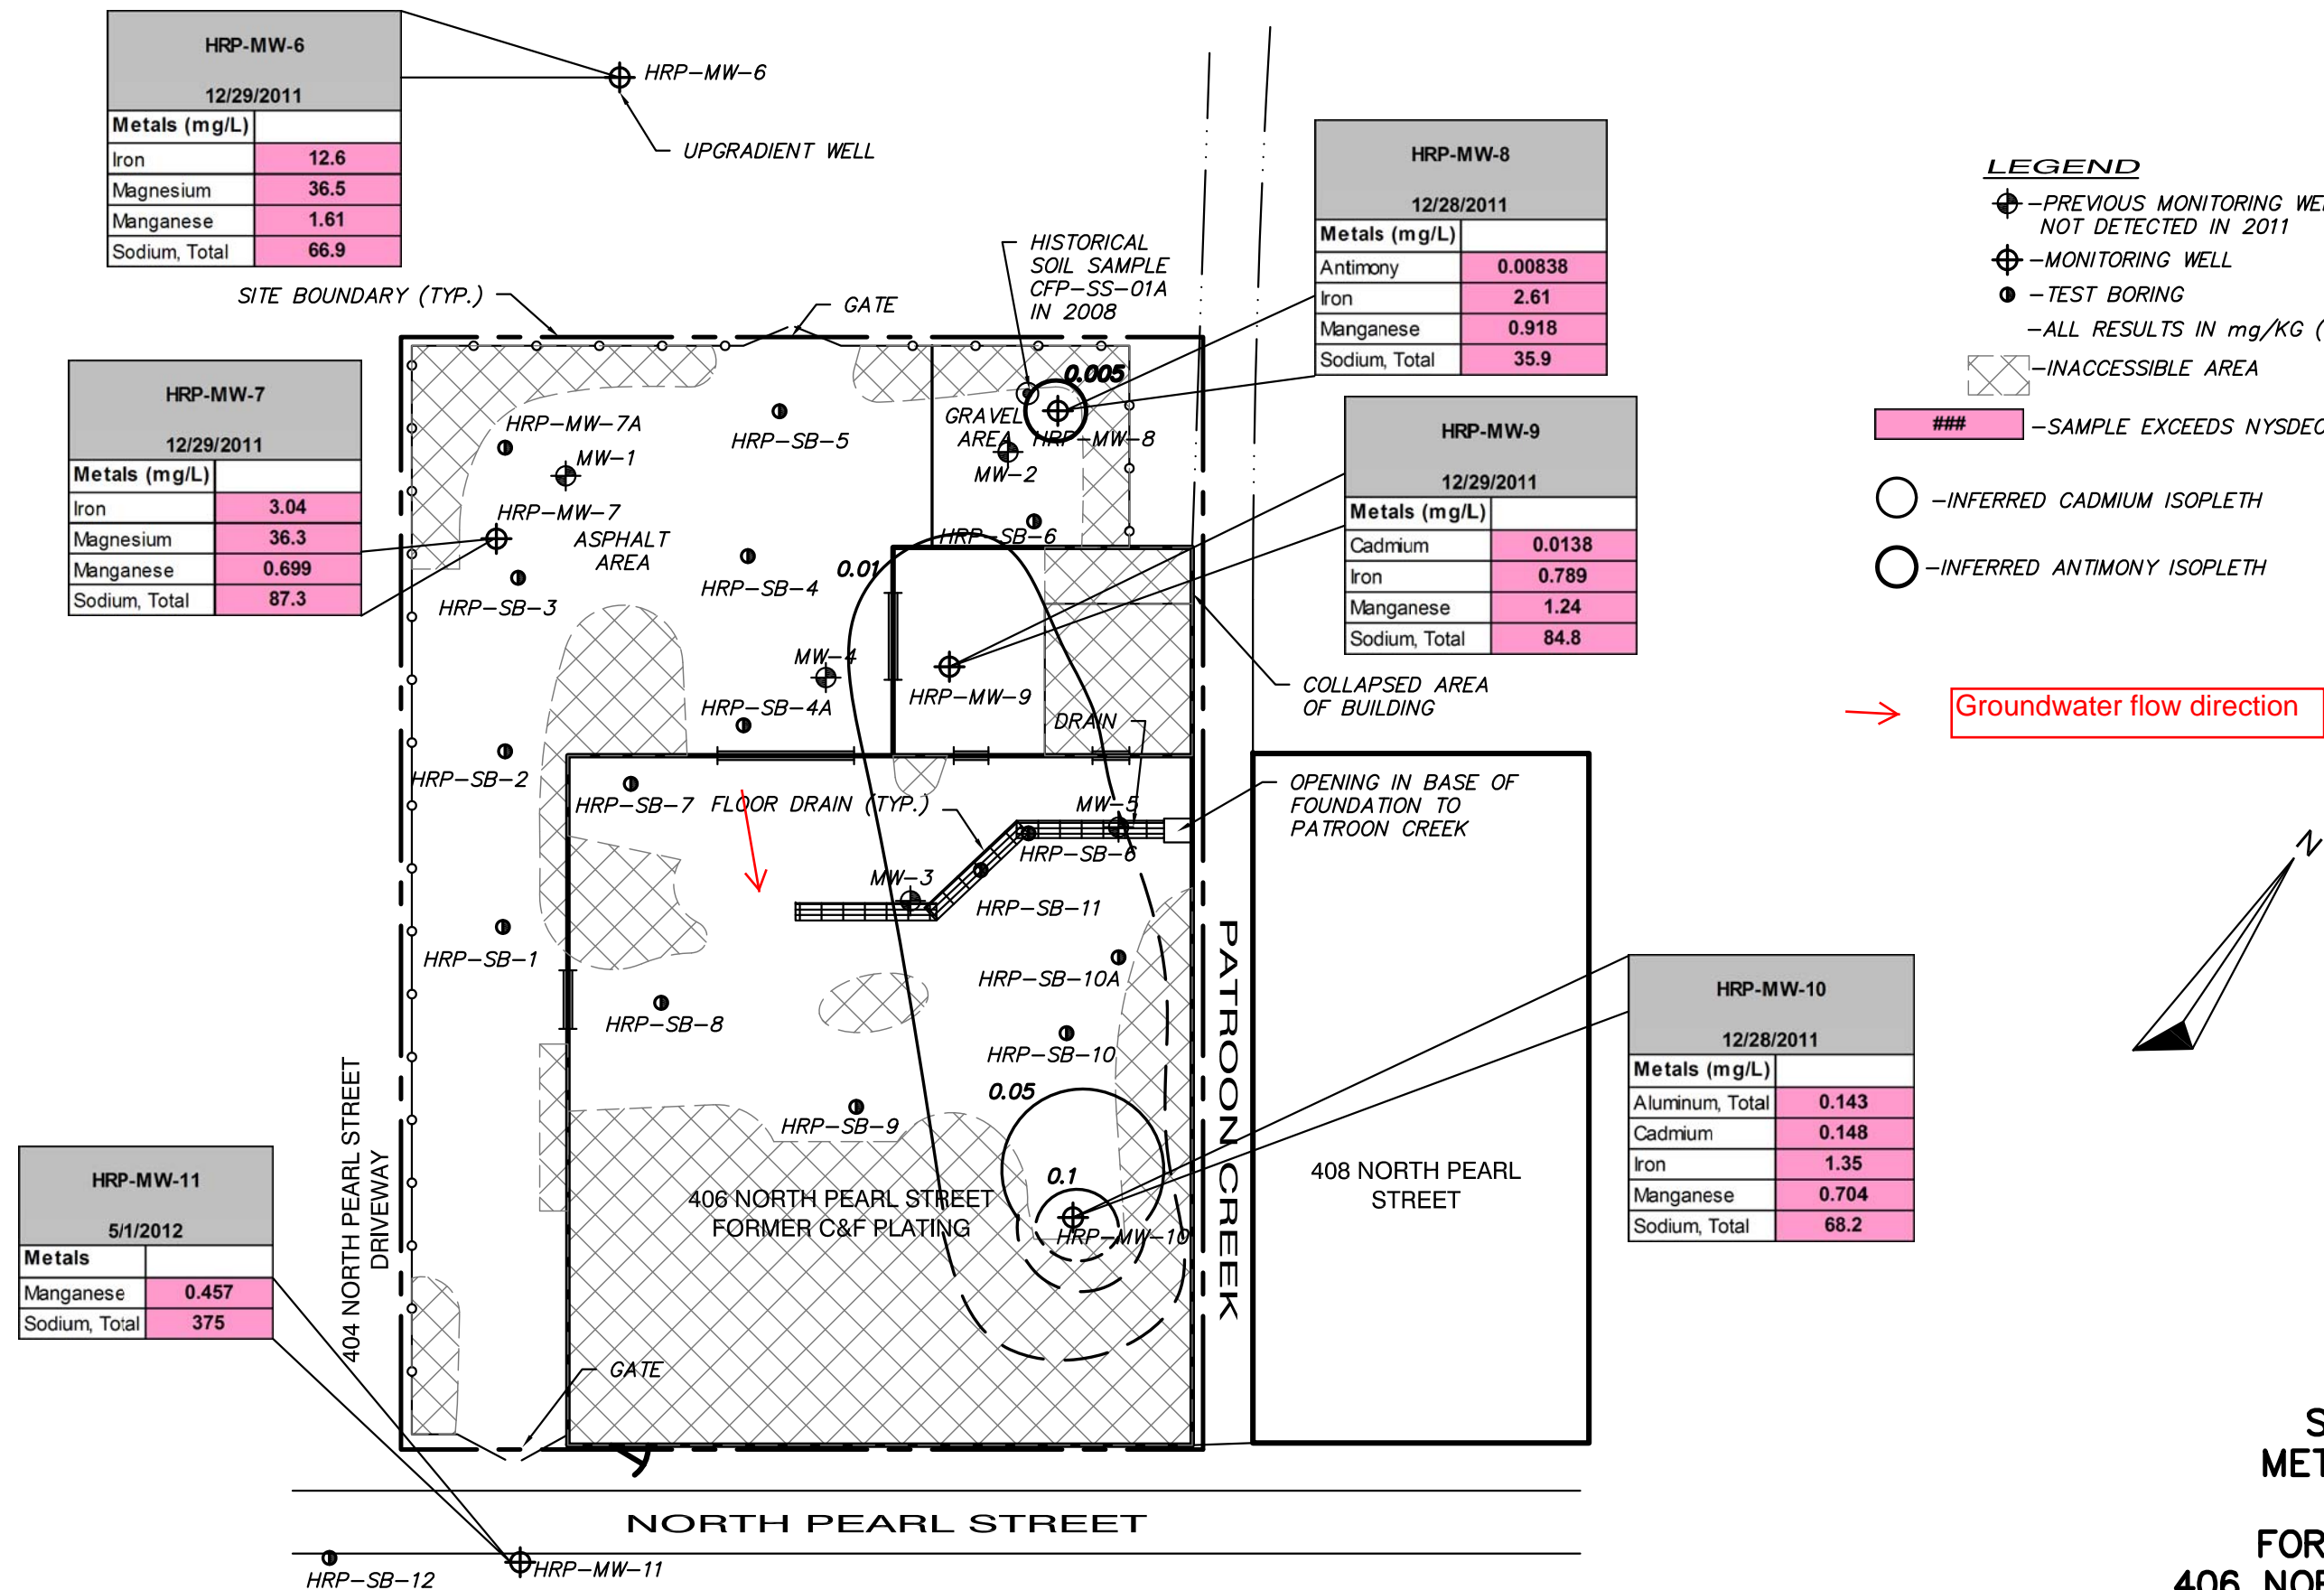 HRP-MW-6
12/29/2011
Metals (mg/L)
Iron 12.6
Magnesium 36.5
Manganese 1.61
Sodium, Total 66.9
HRP-MW-6
UPGRADIENT WELL
SITE BOUNDARY (TYP.)
GATE
HISTORICAL
SOIL SAMPLE
CFP-SS-01A
IN 2008
HRP-MW-8
12/28/2011
Metals (mg/L)
Antimony 0.00838
Iron 2.61
Manganese 0.918
Sodium, Total 35.9
LEGEND
-PREVIOUS MONITORING
NOT DETECTED IN 2011
-MONITORING WELL
-TEST BORING
-ALL RESULTS IN mg/KG (
-INACCESSIBLE AREA
### -SAMPLE EXCEEDS NYSDEC
-INFERRED CADMIUM ISOPLETH
-INFERRED ANTIMONY ISOPLETH
Groundwater flow direction
HRP-MW-7
12/29/2011
Metals (mg/L)
Iron 3.04
Magnesium 36.3
Manganese 0.699
Sodium, Total 87.3
HRP-MW-9
12/29/2011
Metals (mg/L)
Cadmium 0.0138
Iron 0.789
Manganese 1.24
Sodium, Total 84.8
0.005
HRP-MW-7A
MW-1
HRP-MW-7
ASPHALT
AREA
HRP-SB-5
GRAVEL
AREA
HRP-MW-8
MW-2
HRP-SB-6
0.01
HRP-SB-4
HRP-SB-3
MW-4
HRP-MW-9
HRP-SB-4A
DRAIN
COLLAPSED AREA
OF BUILDING
HRP-SB-2
HRP-SB-7
FLOOR DRAIN (TYP.)
MW-5
OPENING IN BASE OF
FOUNDATION TO
PATROON CREEK
HRP-SB-6
MW-3
HRP-SB-11
HRP-SB-1
HRP-SB-10A
HRP-SB-8
HRP-SB-10
0.05
HRP-SB-9
0.1
HRP-MW-10
406 NORTH PEARL STREET
FORMER C&F PLATING
PATROON CREEK
408 NORTH PEARL
STREET
N
HRP-MW-10
12/28/2011
Metals (mg/L)
Aluminum, Total 0.143
Cadmium 0.148
Iron 1.35
Manganese 0.704
Sodium, Total 68.2
404 NORTH PEARL STREET
DRIVEWAY
HRP-MW-11
5/1/2012
Metals
Manganese 0.457
Sodium, Total 375
GATE
NORTH PEARL STREET
HRP-SB-12
HRP-MW-11
S
MET
FOR
406 NOR